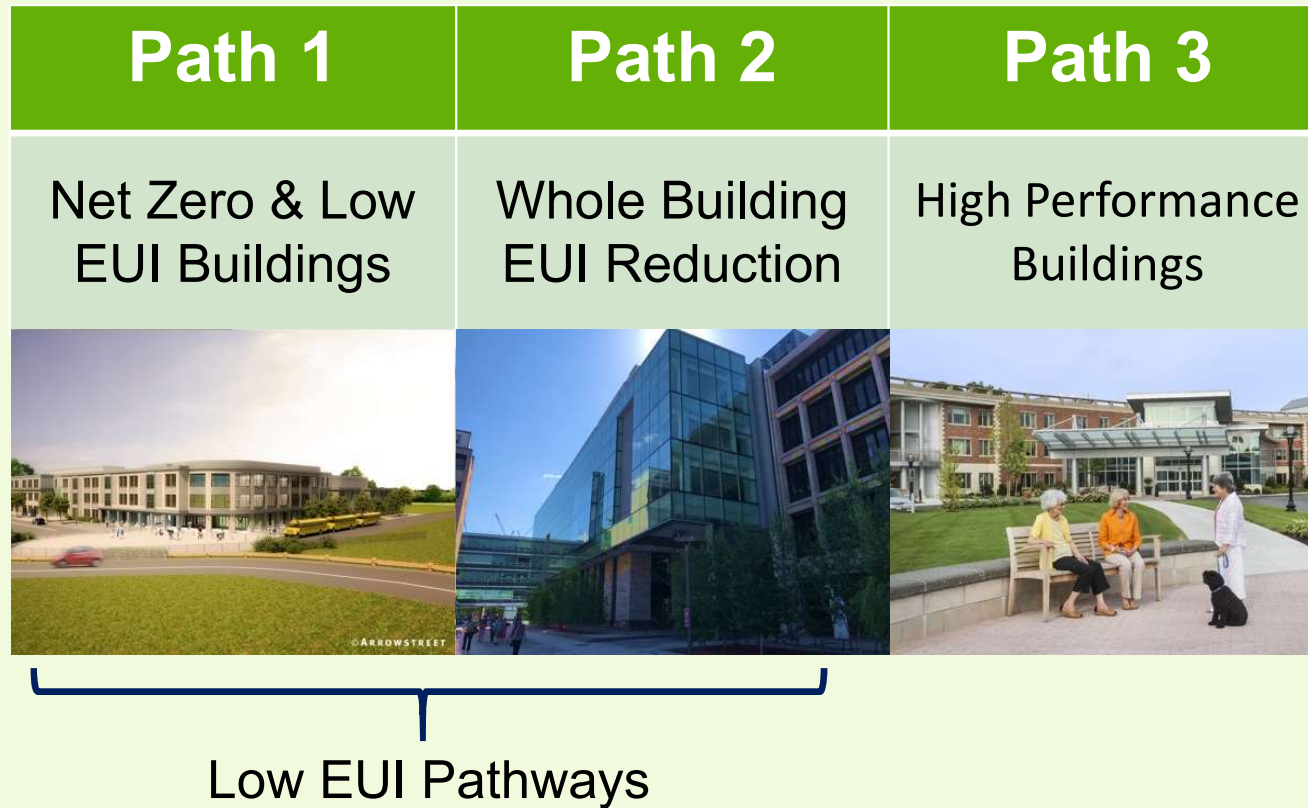 Path 1
Path 2
Path 3
Net Zero & Low
EUI Buildings
Whole Building
EUI Reduction
High Performance
Buildings
©ARROWSTREET
Low EUI Pathways